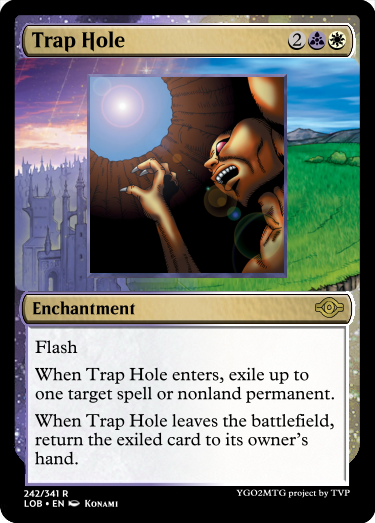 Trap Hole 2
Enchantment
Flash
When Trap Hole enters, exile up to
one target spell or nonland permanent.
When Trap Hole leaves the battlefield,
return the exiled card to its owner's
hand.
242/341 R
LOB • EN Konami
YGO2MTG project by TVP